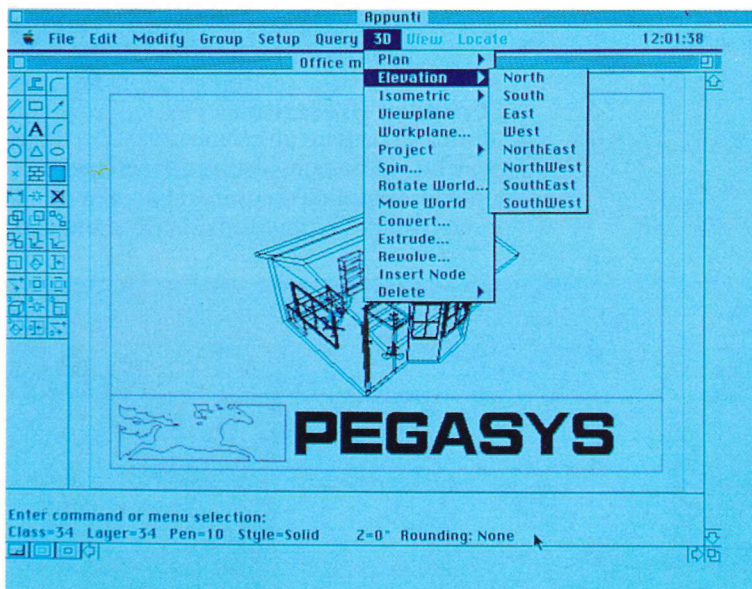 Appunti
File Edit Modify Group Setup Query 3D View Locate 12:01:38
Office m
Plan
Elevation
Isometric
Viewplane
Workplane...
Project
Spin...
Rotate World...
Move World
Convert...
Extrude...
Revolve...
Insert Node
Delete
North
South
East
West
NorthEast
NorthWest
SouthEast
SouthWest
A
PEGASYS
Enter command or menu selection:
Class=34 Layer=34 Pen=10 Style=Solid Z=0" Rounding: None